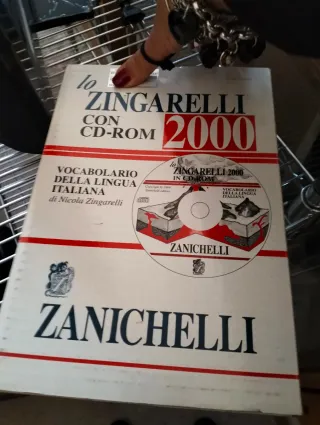 lo
ZINGARELLI
CON
CD-ROM
2000
VOCABOLARIO
DELLA LINGUA
ITALIANA
di Nicola Zingarelli
lo
ZINGARELLI 2000
IN CD-ROM
VOCABOLARIO
DELLA LINGUA
ITALIANA
ZANICHELLI
ZANICHELLI